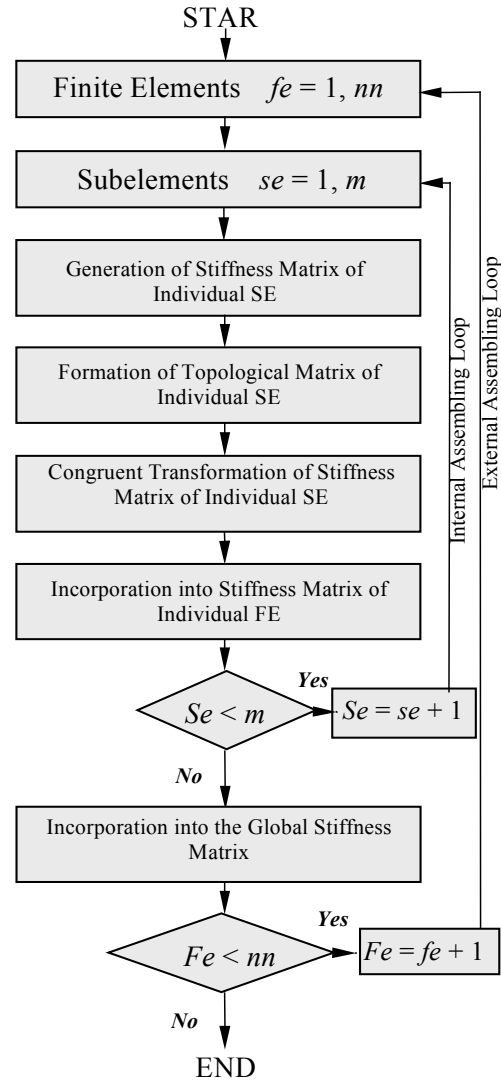 STAR
Finite Elements fe = 1, nn
Subelements se = 1, m
Generation of Stiffness Matrix of
Individual SE
Formation of Topological Matrix of
Individual SE
Congruent Transformation of Stiffness
Matrix of Individual SE
Incorporation into Stiffness Matrix of
Individual FE
Yes
Se < m
Se = se + 1
No
Internal Assembling Loop
External Assembling Loop
Incorporation into the Global Stiffness
Matrix
Yes
Fe < nn
Fe = fe + 1
No
END